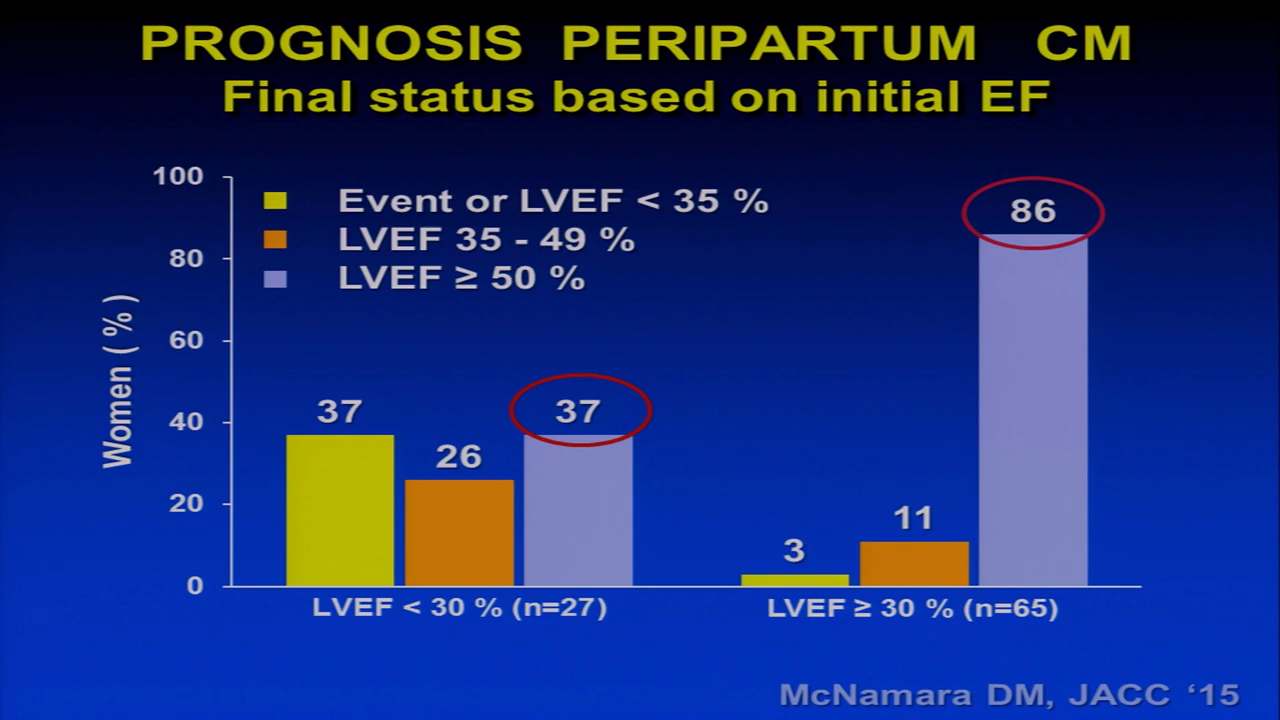 PROGNOSIS PERIPARTUM CM
Final status based on initial EF
Women ( % )
100
80
60
40
20
0
Event or LVEF < 35 %
LVEF 35 - 49 %
LVEF ≥ 50 %
37
26
37
3
11
86
LVEF < 30 % (n=27)
LVEF ≥ 30 % (n=65)
McNamara DM, JACC ‘15